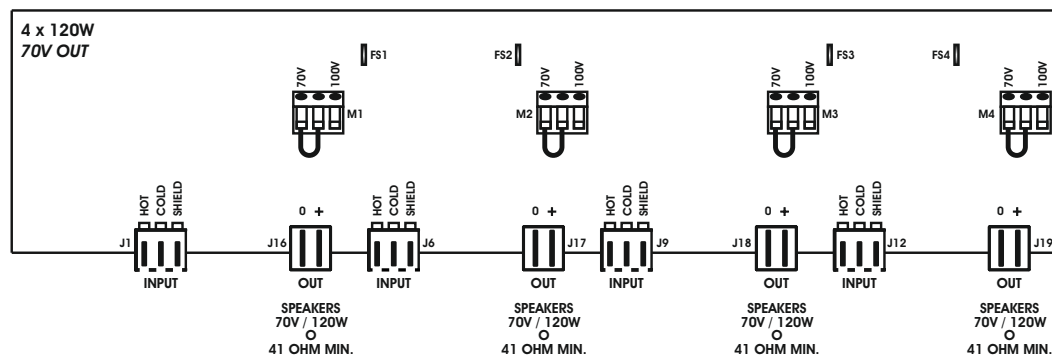 4 x 120W
70V OUT
FS1
FS2
FS3
FS4
70V
100V
70V
100V
70V
100V
70V
100V
M1
M2
M3
M4
HOT
COLD
SHIELD
HOT
COLD
SHIELD
HOT
COLD
SHIELD
HOT
COLD
SHIELD
0 +
0 +
0 +
0 +
J1
J16
J6
J17
J9
J18
J12
J19
INPUT
OUT
INPUT
OUT
INPUT
OUT
INPUT
OUT
SPEAKERS
70V / 120W
O
41 OHM MIN.
SPEAKERS
70V / 120W
O
41 OHM MIN.
SPEAKERS
70V / 120W
O
41 OHM MIN.
SPEAKERS
70V / 120W
O
41 OHM MIN.